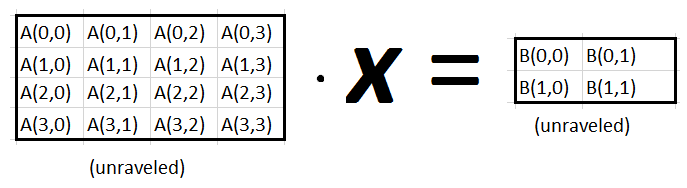 A(0,0) A(0,1) A(0,2) A(0,3)
A(1,0) A(1,1) A(1,2) A(1,3)
A(2,0) A(2,1) A(2,2) A(2,3)
A(3,0) A(3,1) A(3,2) A(3,3)
(unraveled)
· x =
B(0,0) B(0,1)
B(1,0) B(1,1)
(unraveled)